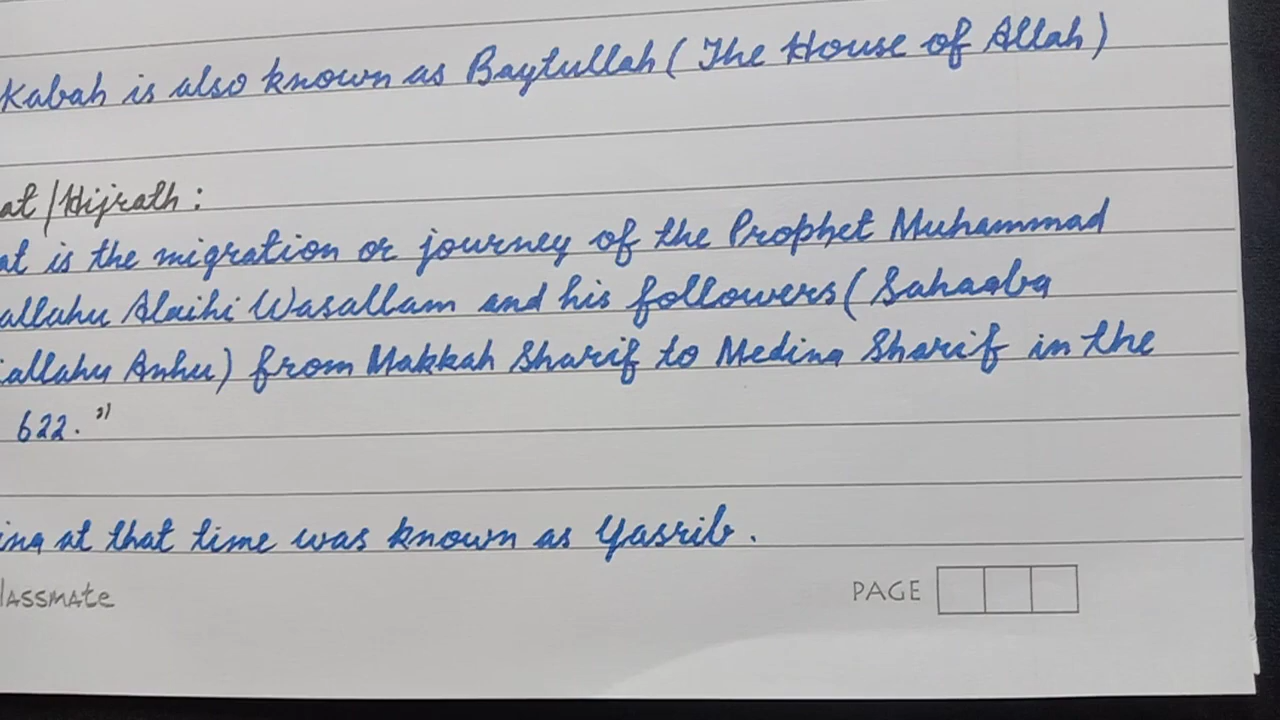 Kabah is also known as Baytullah ( The House of Allah )
at / Hijrath :
at is the migration or journey of the Prophet Muhammad
allahu Alaihi Wasallam and his followers ( Sahaaba
iallahu Anhu ) from Makkah Sharif to Medina Sharif in the
622. "
ina at that time was known as Yasrib .
classmate
PAGE